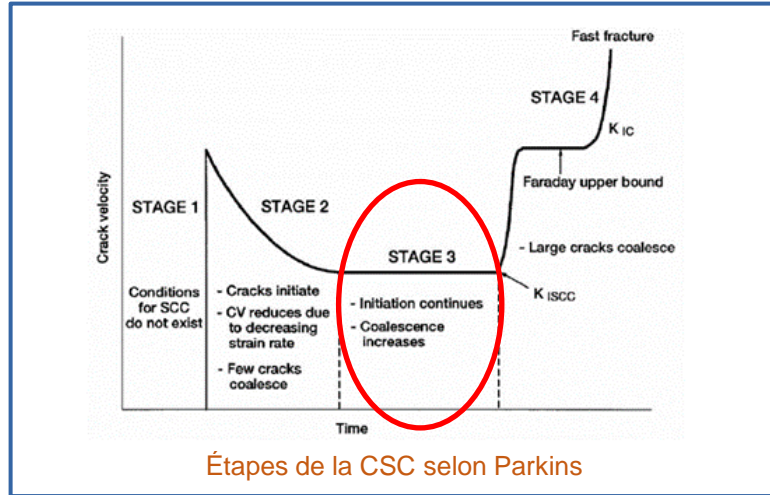 Fast fracture
STAGE 4
K IC
Faraday upper bound
STAGE 1
STAGE 2
STAGE 3
- Large cracks coalesce
K ISCC
Crack velocity
Conditions
for SCC
do not exist
- Cracks initiate
- CV reduces due
to decreasing
strain rate
- Few cracks
coalesce
- Initiation continues
- Coalescence
increases
Time
Étapes de la CSC selon Parkins